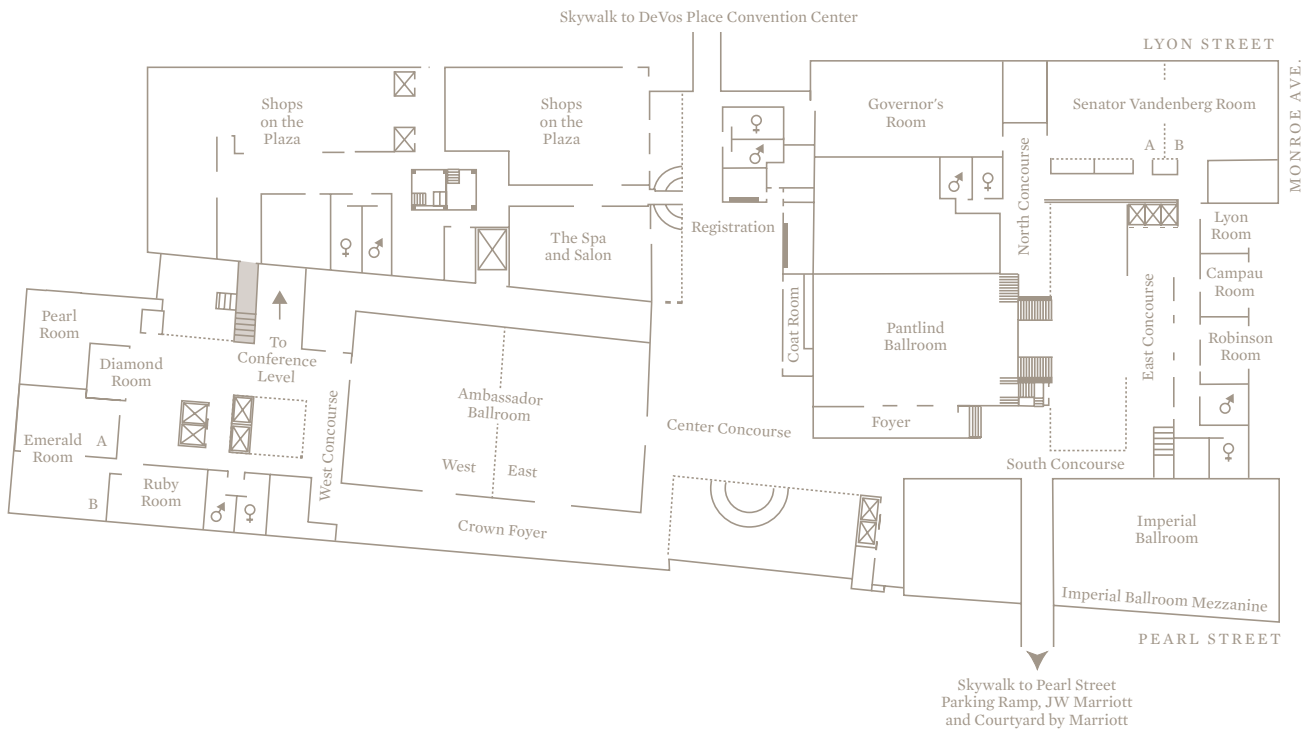 Skywalk to DeVos Place Convention Center
LYON STREET
MONROE AVE.
Shops
on the
Plaza
Shops
on the
Plaza
Governor's
Room
Senator Vandenberg Room
A
B
North Concourse
Registration
The Spa
and Salon
Lyon
Room
Campau
Room
Robinson
Room
East Concourse
Pearl
Room
Diamond
Room
To
Conference
Level
Coat Room
Pantlind
Ballroom
Ambassador
Ballroom
West
East
Foyer
Center Concourse
South Concourse
West Concourse
Emerald
Room
A
B
Ruby
Room
Crown Foyer
Imperial
Ballroom
Imperial Ballroom Mezzanine
PEARL STREET
Skywalk to Pearl Street
Parking Ramp, JW Marriott
and Courtyard by Marriott